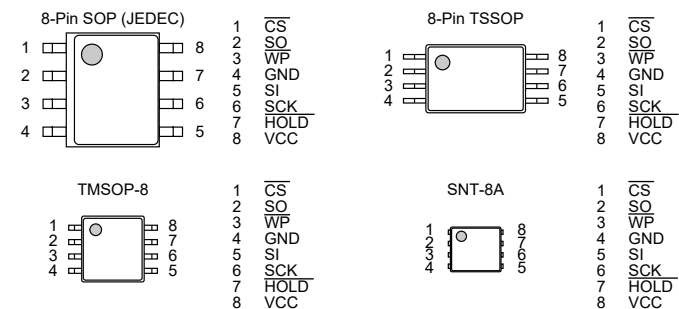 8-Pin SOP (JEDEC)
1 8
2 7
3 6
4 5
1 CS
2 SO
3 WP
4 GND
5 SI
6 SCK
7 HOLD
8 VCC
8-Pin TSSOP
1 8
2 7
3 6
4 5
1 CS
2 SO
3 WP
4 GND
5 SI
6 SCK
7 HOLD
8 VCC
TMSOP-8
1 8
2 7
3 6
4 5
1 CS
2 SO
3 WP
4 GND
5 SI
6 SCK
7 HOLD
8 VCC
SNT-8A
1 8
2 7
3 6
4 5
1 CS
2 SO
3 WP
4 GND
5 SI
6 SCK
7 HOLD
8 VCC